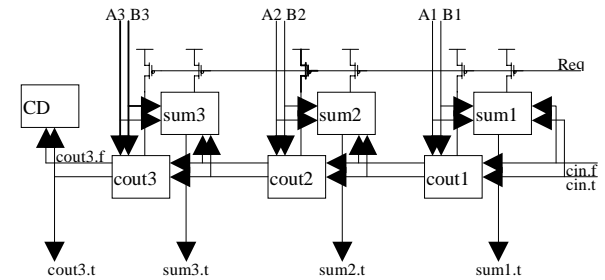 A3 B3 A2 B2 A1 B1
Req
CD sum3 sum2 sum1
cout3.f
cout3 cout2 cout1 cin.f
cin.t
cout3.t sum3.t sum2.t sum1.t